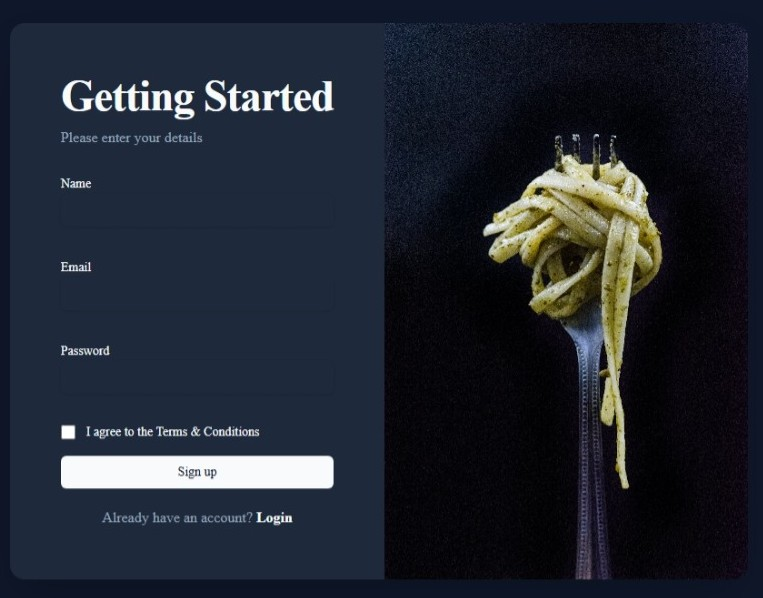 Getting Started
Please enter your details
Name
Email
Password
I agree to the Terms & Conditions
Sign up
Already have an account? Login